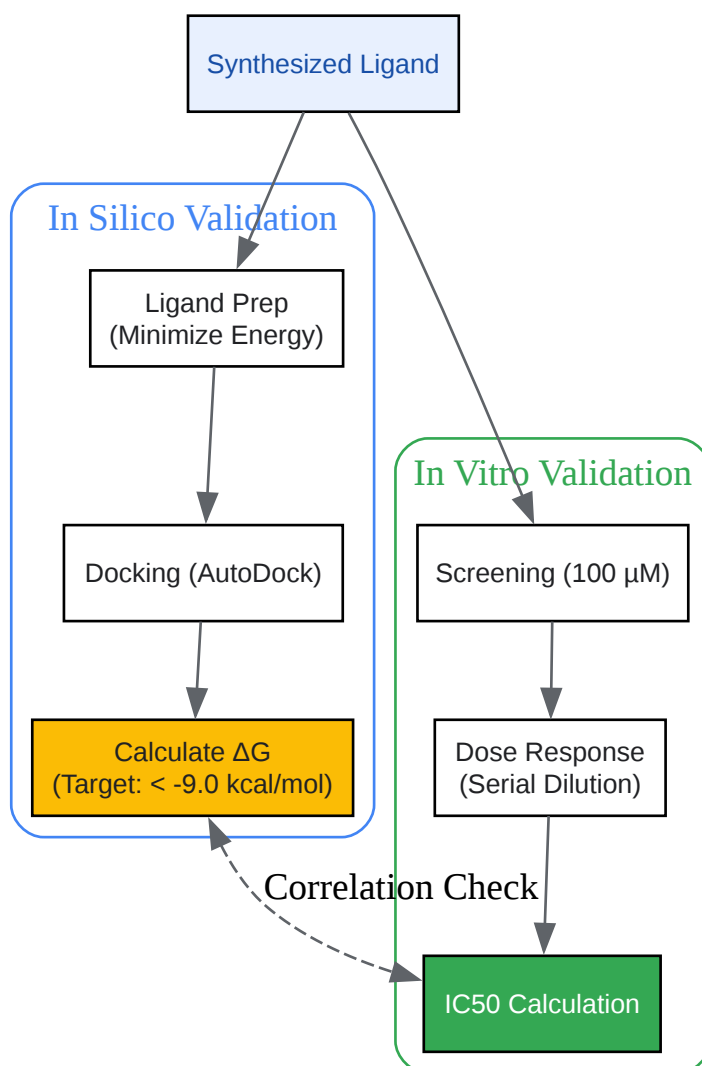 Synthesized Ligand
In Silico Validation
Ligand Prep
(Minimize Energy)
Docking (AutoDock)
Calculate ΔG
(Target: < -9.0 kcal/mol)
In Vitro Validation
Screening (100 µM)
Dose Response
(Serial Dilution)
Correlation Check
IC50 Calculation